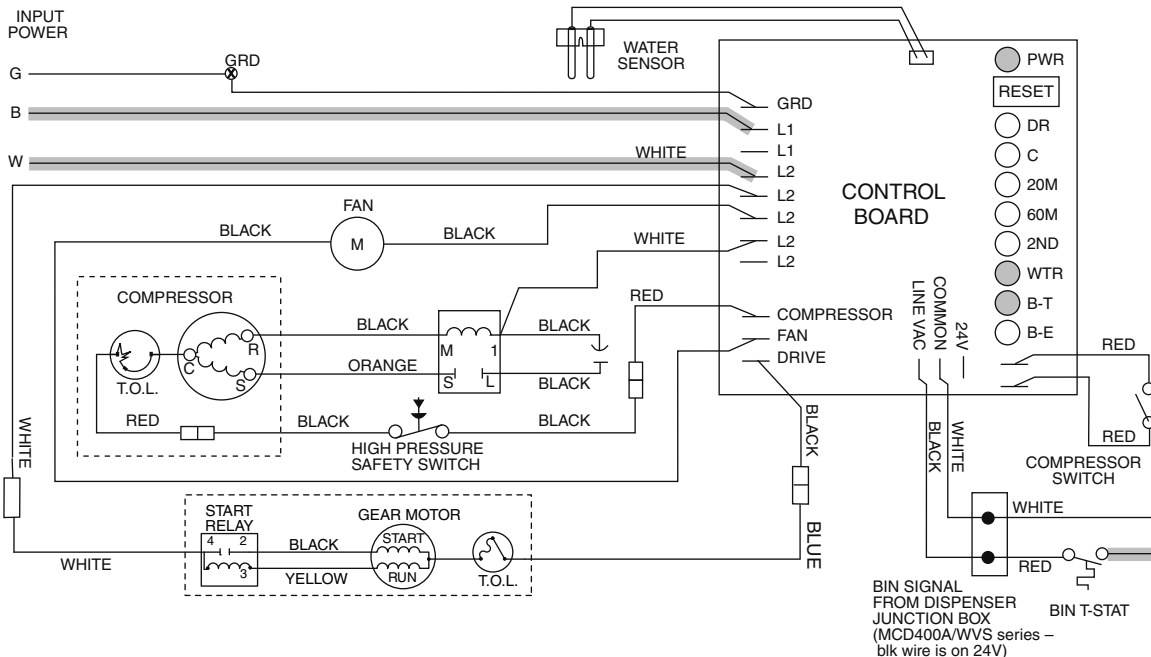 INPUT
POWER
G
GRD
B
W
WHITE
WATER
SENSOR
GRD
L1
L1
L2
L2
L2
L2
L2
CONTROL
BOARD
PWR
RESET
DR
C
20M
60M
2ND
WTR
B-T
B-E
FAN
M
BLACK
BLACK
WHITE
COMPRESSOR
C
R
S
T.O.L.
BLACK
ORANGE
M
1
S
L
BLACK
BLACK
RED
RED
BLACK
HIGH PRESSURE
SAFETY SWITCH
BLACK
COMPRESSOR
FAN
DRIVE
LINE VAC
COMMON
24V
RED
RED
COMPRESSOR
SWITCH
WHITE
WHITE
START
RELAY
4
2
3
BLACK
YELLOW
GEAR MOTOR
START
RUN
T.O.L.
BLACK
BLUE
BLACK
WHITE
WHITE
RED
BIN T-STAT
BIN SIGNAL
FROM DISPENSER
JUNCTION BOX
(MCD400A/WVS series –
blk wire is on 24V)